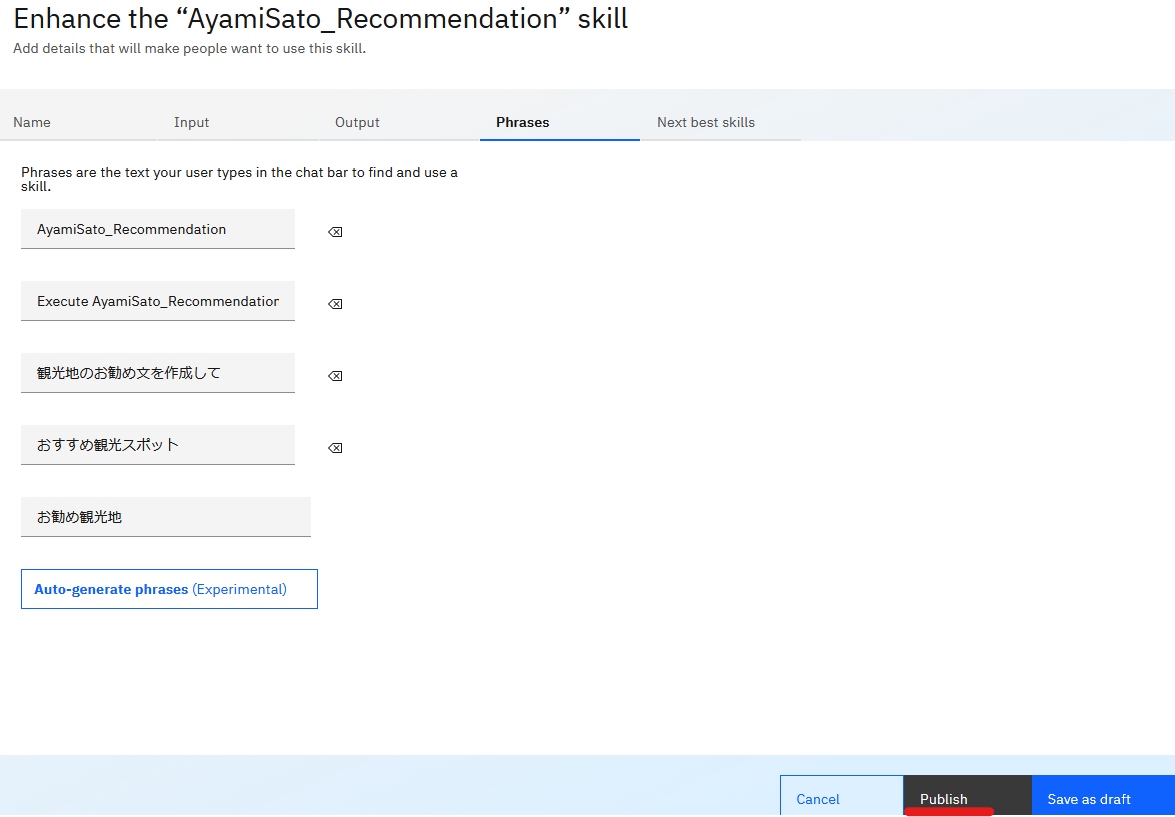 Enhance the “AyamiSato_Recommendation” skill
Add details that will make people want to use this skill.
Name
Input
Output
Phrases
Next best skills
Phrases are the text your user types in the chat bar to find and use a
skill.
AyamiSato_Recommendation
Execute AyamiSato_Recommendation
観光地のお勧め文を作成して
おすすめ観光スポット
お勧め観光地
Auto-generate phrases (Experimental)
Cancel
Publish
Save as draft